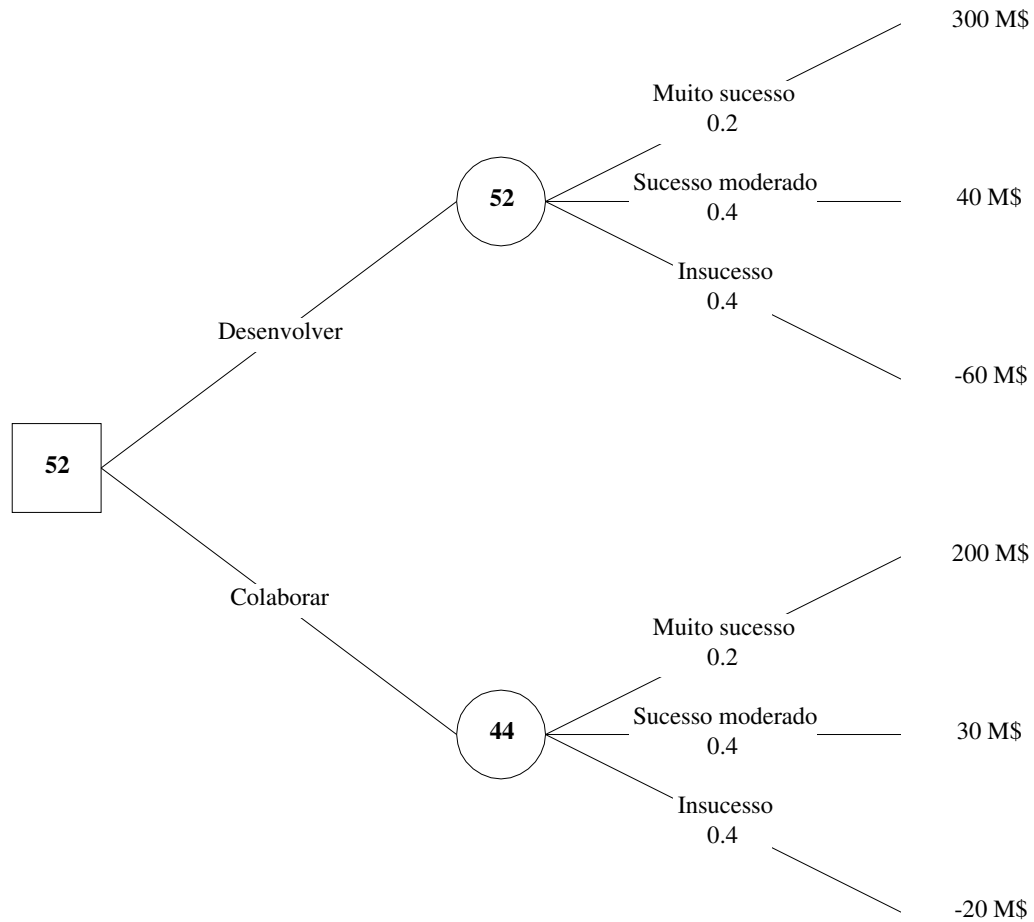 300 M$
Muito sucesso
0.2
52
Sucesso moderado
0.4
40 M$
Insucesso
0.4
Desenvolver
-60 M$
52
200 M$
Colaborar
Muito sucesso
0.2
44
Sucesso moderado
0.4
30 M$
Insucesso
0.4
-20 M$